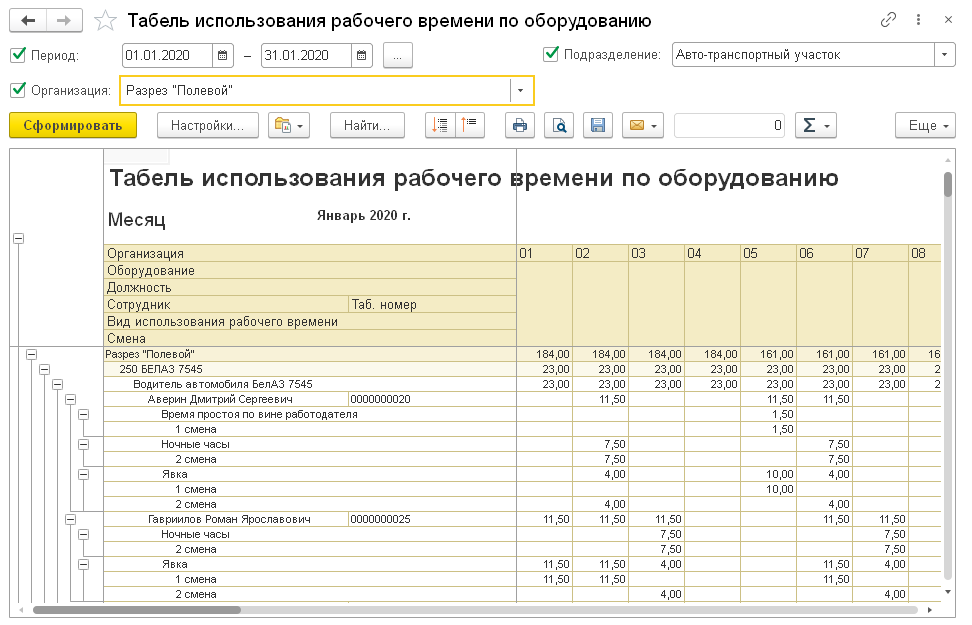 Табель использования рабочего времени по оборудованию
Период: 01.01.2020 – 31.01.2020 ... Подразделение: Авто-транспортный участок
Организация: Разрез "Полевой"
Сформировать Настройки... Найти... 0 Σ Еще
Табель использования рабочего времени по оборудованию
Месяц Январь 2020 г.
Организация 01 02 03 04 05 06 07 08
Оборудование
Должность
Сотрудник Таб. номер
Вид использования рабочего времени
Смена
Разрез "Полевой" 184,00 184,00 184,00 184,00 161,00 161,00 161,00 16
250 БЕЛАЗ 7545 23,00 23,00 23,00 23,00 23,00 23,00 23,00 2
Водитель автомобиля БелАЗ 7545 23,00 23,00 23,00 23,00 23,00 23,00 23,00 2
Аверин Дмитрий Сергеевич 0000000020 11,50 11,50 11,50
Время простоя по вине работодателя 1,50
1 смена 1,50
Ночные часы 7,50 7,50
2 смена 7,50 7,50
Явка 4,00 10,00 4,00
1 смена 10,00
2 смена 4,00 4,00
Гавриилов Роман Ярославович 0000000025 11,50 11,50 11,50 11,50 11,50
Ночные часы 7,50 7,50
2 смена 7,50 7,50
Явка 11,50 11,50 4,00 11,50 4,00
1 смена 11,50 11,50 11,50
2 смена 4,00 4,00